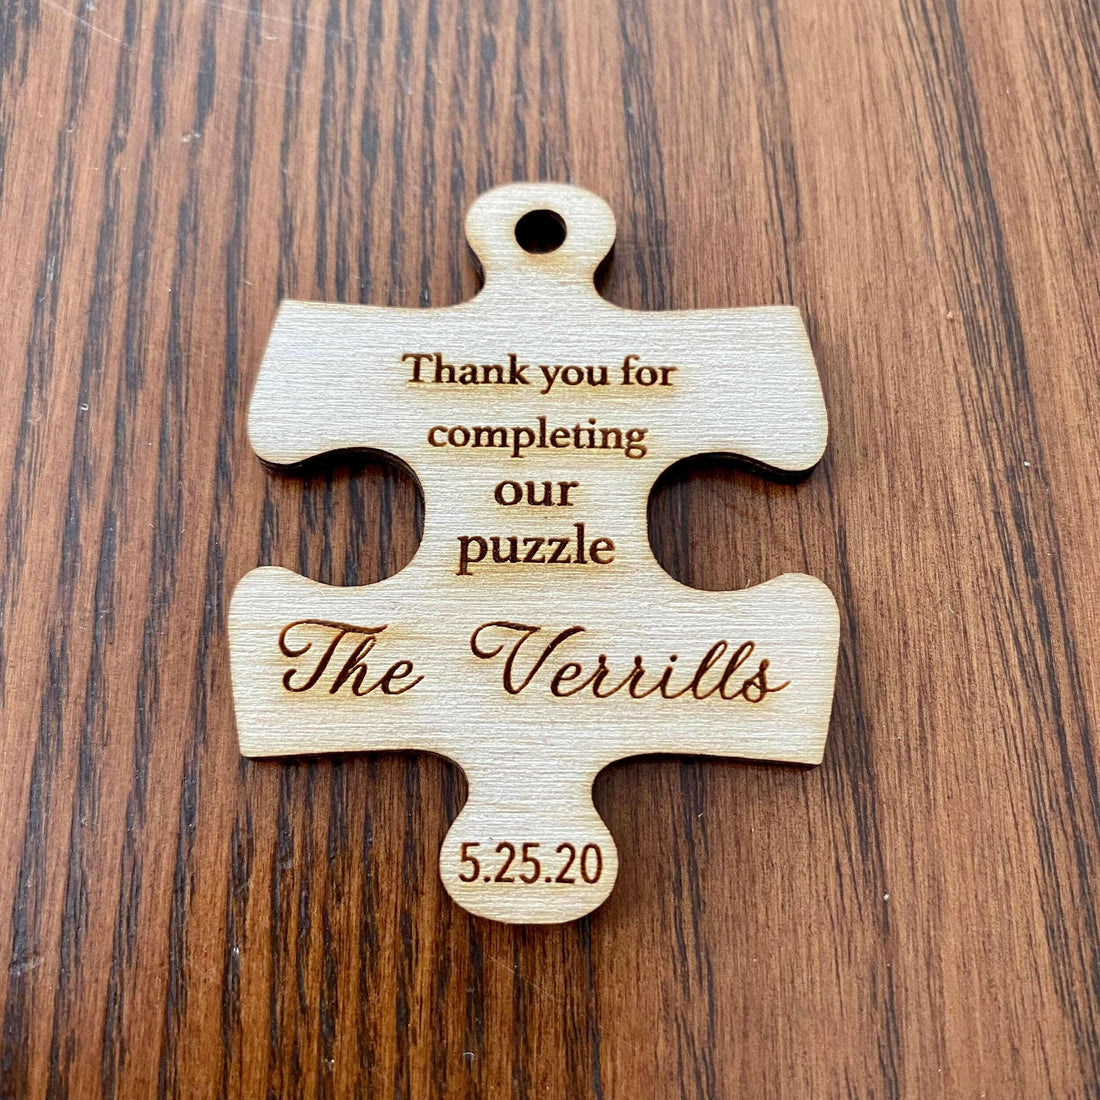 Thank you for
completing
our
puzzle
The Verrills
5.25.20